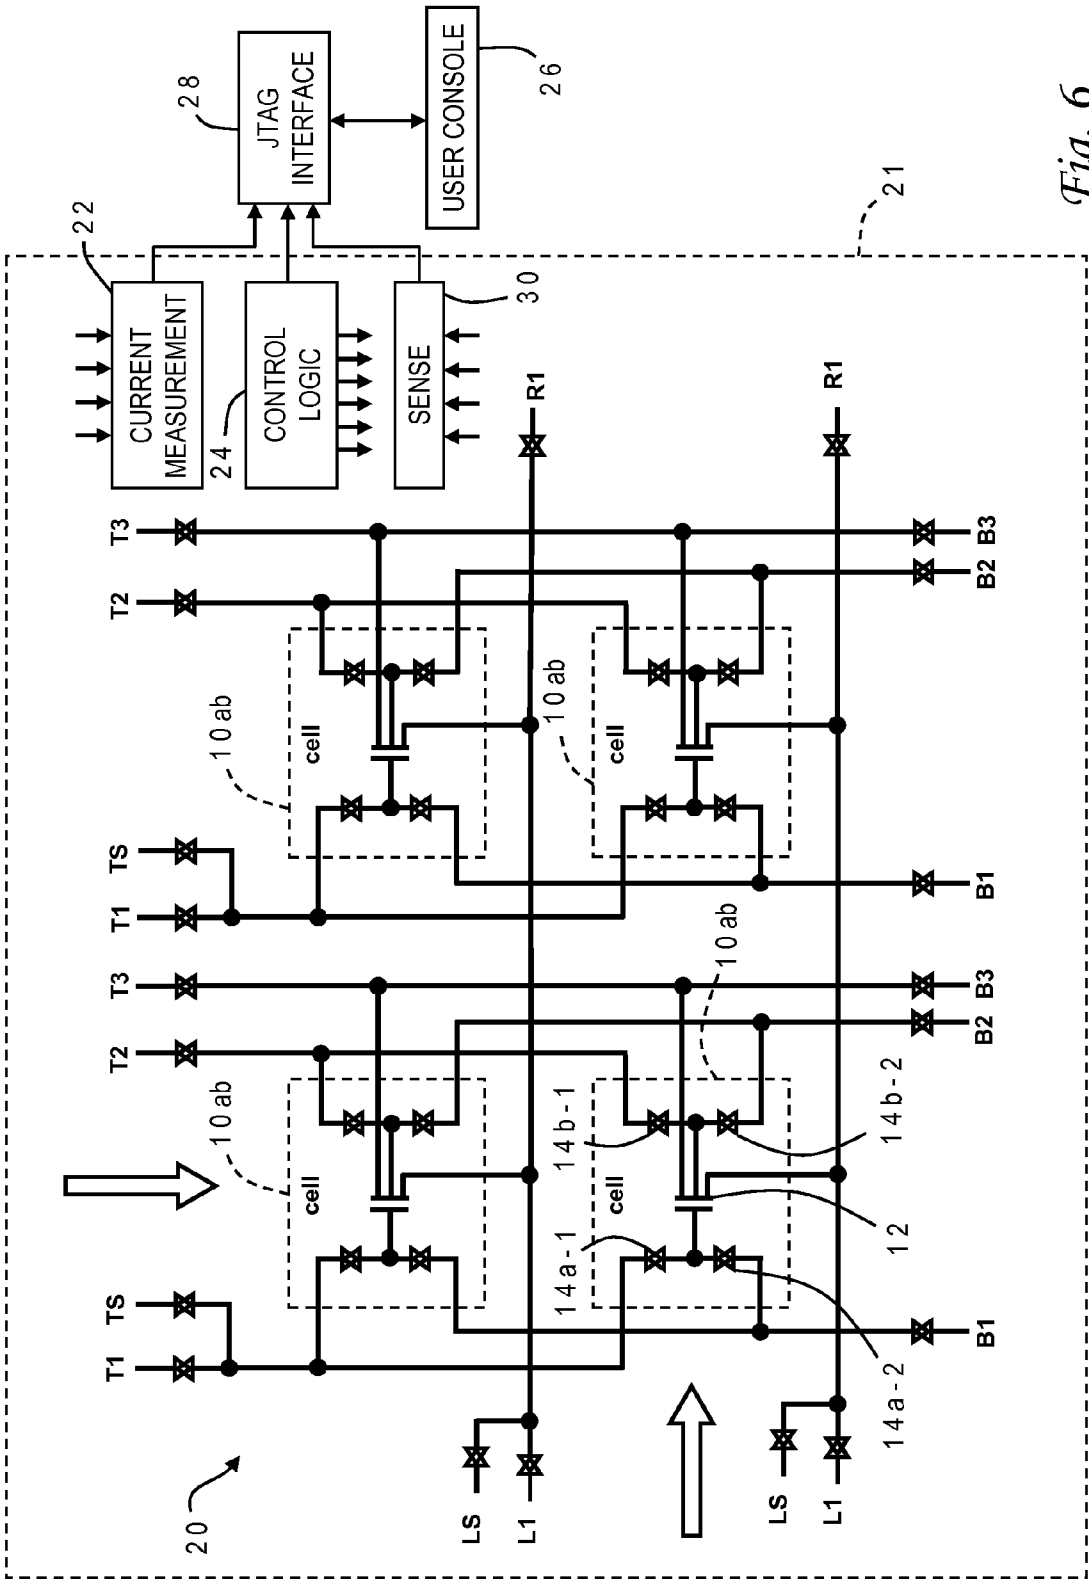 20
T1
TS
T2
T3
T1
TS
T2
T3
22
CURRENT
MEASUREMENT
28
JTAG
INTERFACE
24
CONTROL
LOGIC
10ab
cell
10ab
cell
SENSE
30
USER CONSOLE
26
LS
L1
R1
14a-1
14b-1
10ab
cell
10ab
cell
LS
L1
R1
14a-2
12
14b-2
21
B1
B2
B3
B1
B2
B3
Fig. 6